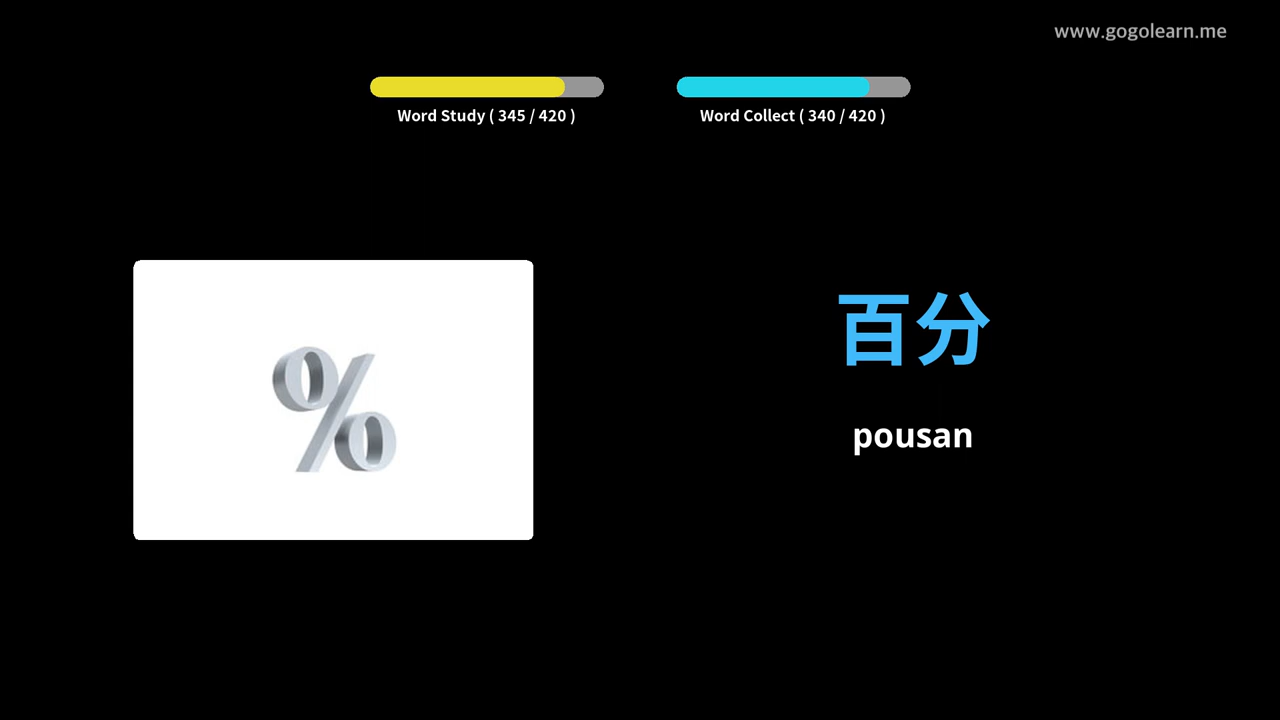 www.gogolearn.me
Word Study ( 345 / 420 )
Word Collect ( 340 / 420 )
%
百分
pousan